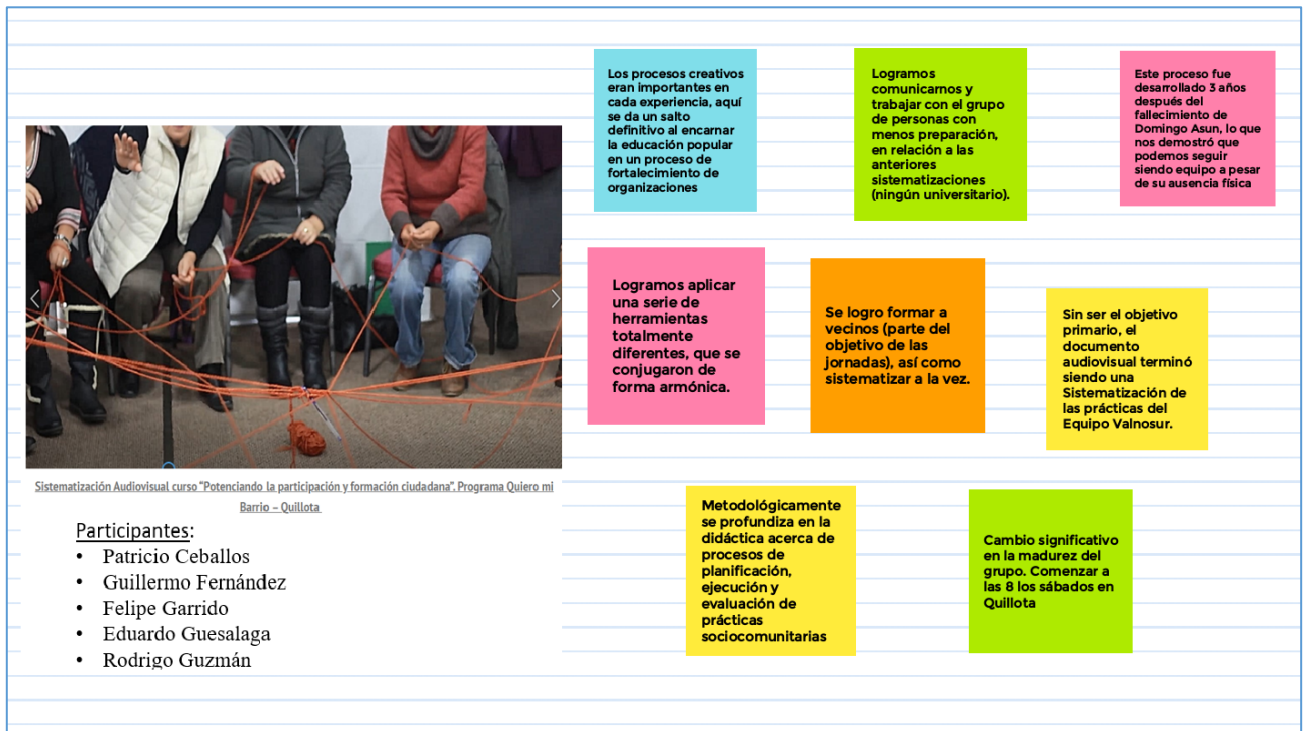 Los procesos creativos
eran importantes en
cada experiencia, aquí
se da un salto
definitivo al encarnar
la educación popular
en un proceso de
fortalecimiento de
organizaciones
Logramos
comunicarnos y
trabajar con el grupo
de personas con
menos preparación,
en relación a las
anteriores
sistematizaciones
(ningún universitario).
Este proceso fue
desarrollado 3 años
después del
fallecimiento de
Domingo Asun, lo que
nos demostró que
podemos seguir
siendo equipo a pesar
de su ausencia física
Logramos aplicar
una serie de
herramientas
totalmente
diferentes, que se
conjugaron de
forma armónica.
Se logro formar a
vecinos (parte del
objetivo de las
jornadas), así como
sistematizar a la vez.
Sin ser el objetivo
primario, el
documento
audiovisual terminó
siendo una
Sistematización de
las prácticas del
Equipo Valnosur.
Sistematización Audiovisual curso “Potenciando la participación y formación ciudadana”. Programa Quiero mi
Barrio – Quillota
Participantes:
• Patricio Ceballos
• Guillermo Fernández
• Felipe Garrido
• Eduardo Guesalaga
• Rodrigo Guzmán
Metodológicamente
se profundiza en la
didáctica acerca de
procesos de
planificación,
ejecución y
evaluación de
prácticas
sociocomunitarias
Cambio significativo
en la madurez del
grupo. Comenzar a
las 8 los sábados en
Quillota